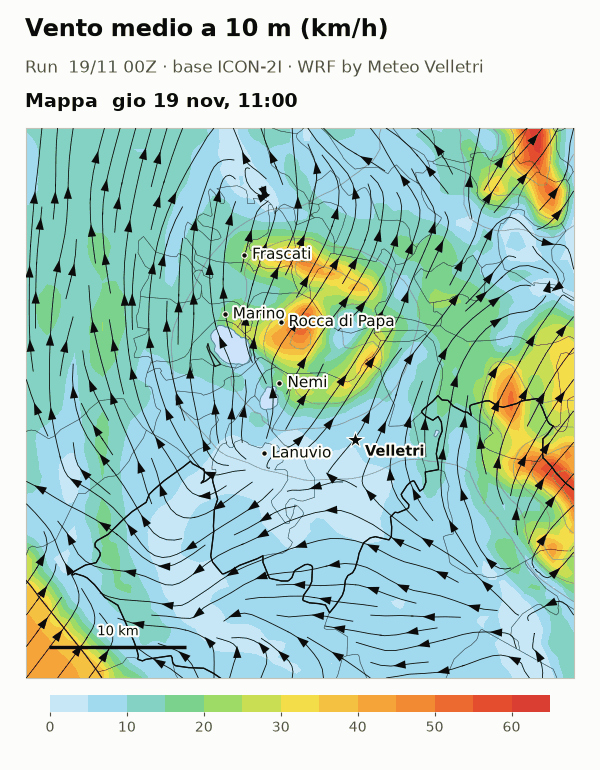 Vento medio a 10 m (km/h)
Run  19/11 00Z · base ICON-2I · WRF by Meteo Velletri
Mappa  gio 19 nov, 11:00
Frascati
Marino
Rocca di Papa
Nemi
Velletri
Lanuvio
10 km
0 10 20 30 40 50 60